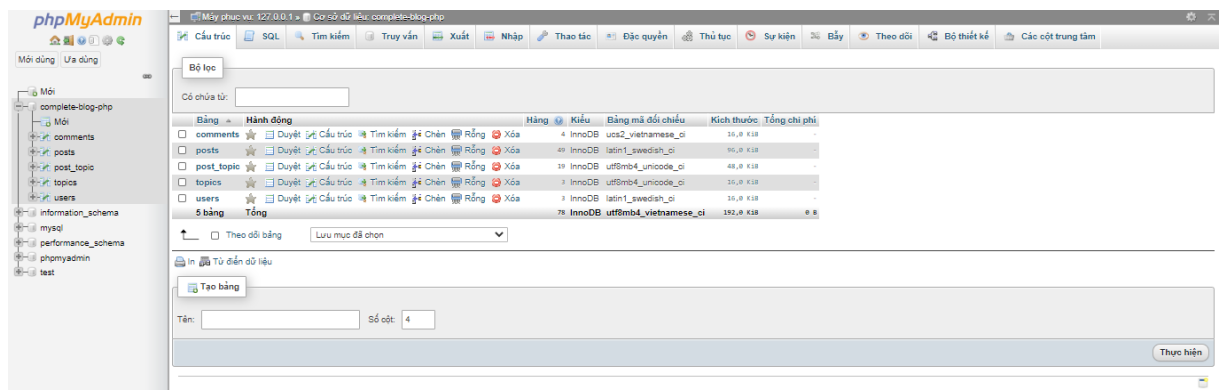 phpMyAdmin
Mới dùng Ưa dùng
Mới
complete-blog-php
Mới
comments
posts
post_topic
topics
users
information_schema
mysql
performance_schema
phpmyadmin
test
Máy phục vụ: 127.0.0.1 » Cơ sở dữ liệu: complete-blog-php
Cấu trúc SQL Tìm kiếm Truy vấn Xuất Nhập Thao tác Đặc quyền Thủ tục Sự kiện Bẫy Theo dõi Bộ thiết kế Các cột trung tâm
Bộ lọc
Có chứa từ:
Bảng Hành động Hàng Kiểu Bảng mã đối chiếu Kích thước Tổng chi phí
comments Duyệt Cấu trúc Tìm kiếm Chèn Rỗng Xóa 4 InnoDB ucs2_vietnamese_ci 16,0 KiB -
posts Duyệt Cấu trúc Tìm kiếm Chèn Rỗng Xóa 49 InnoDB latin1_swedish_ci 96,0 KiB -
post_topic Duyệt Cấu trúc Tìm kiếm Chèn Rỗng Xóa 19 InnoDB utf8mb4_unicode_ci 48,0 KiB -
topics Duyệt Cấu trúc Tìm kiếm Chèn Rỗng Xóa 3 InnoDB utf8mb4_unicode_ci 16,0 KiB -
users Duyệt Cấu trúc Tìm kiếm Chèn Rỗng Xóa 3 InnoDB latin1_swedish_ci 16,0 KiB -
5 bảng Tổng 78 InnoDB utf8mb4_vietnamese_ci 192,0 KiB 0 B
Theo dõi bảng Lưu mục đã chọn
In Từ điển dữ liệu
Tạo bảng
Tên: Số cột: 4
Thực hiện